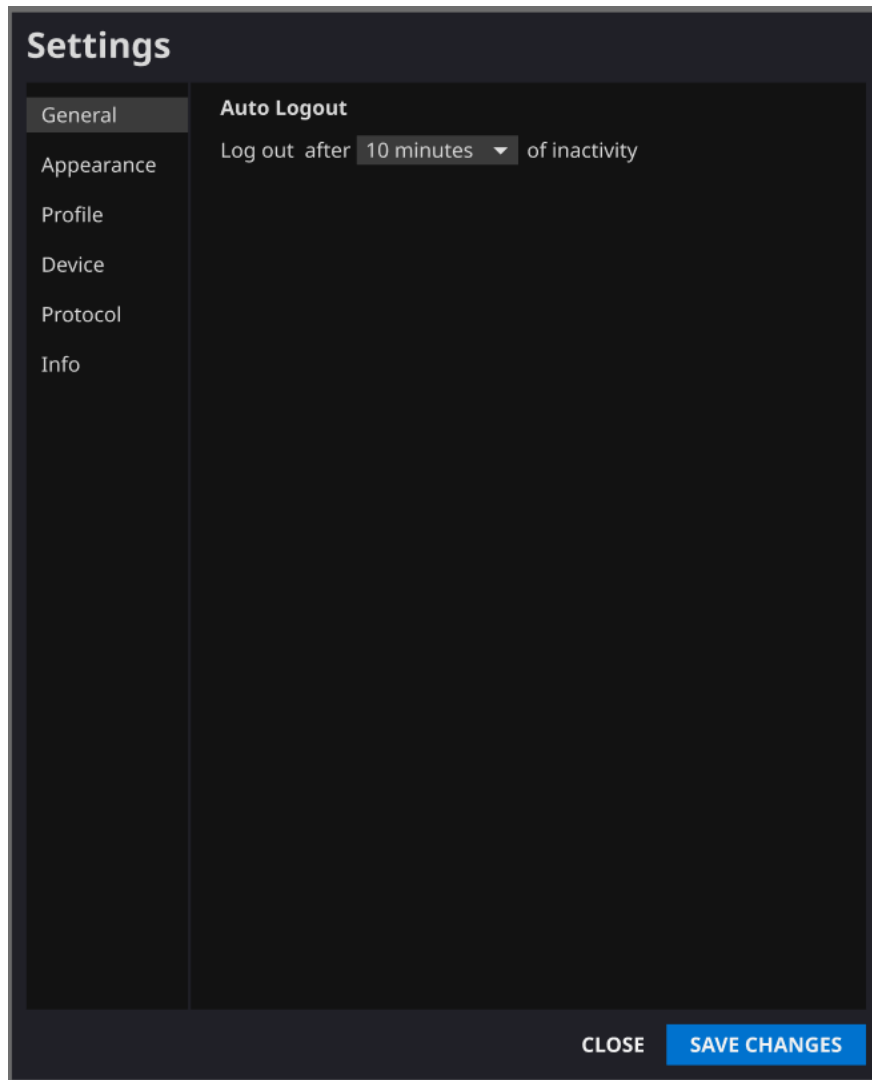 Settings
General
Appearance
Profile
Device
Protocol
Info
Auto Logout
Log out after 10 minutes of inactivity
CLOSE SAVE CHANGES